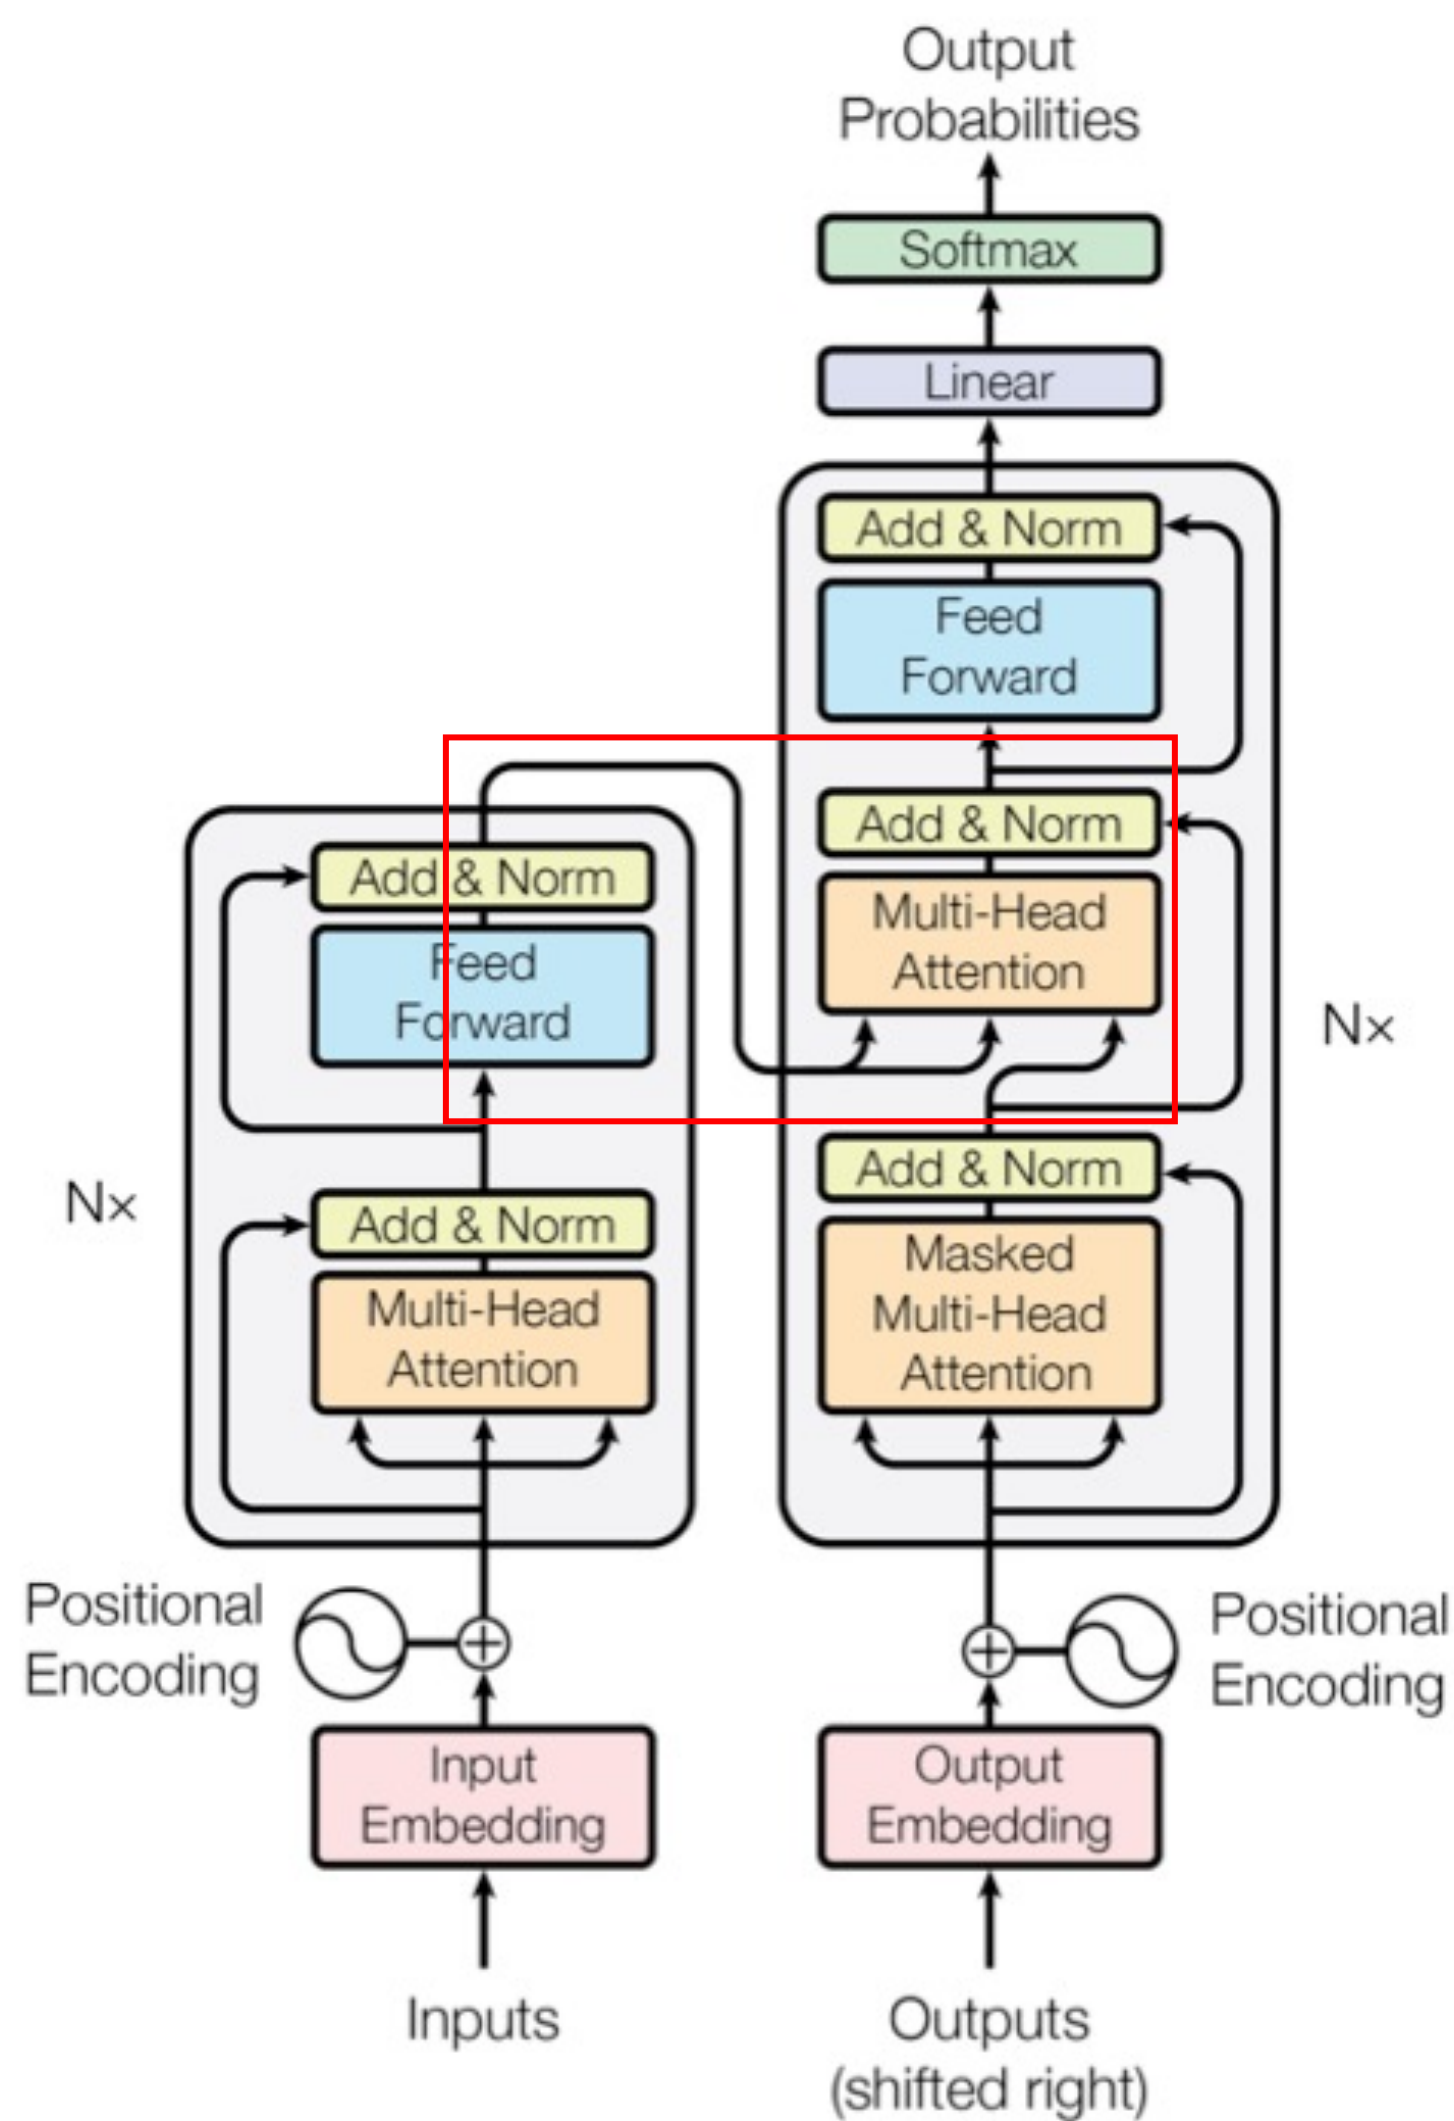 Output
Probabilities
Softmax
Linear
Add & Norm
Feed
Forward
Add & Norm
Multi-Head
Attention
Nx
Add & Norm
Masked
Multi-Head
Attention
Add & Norm
Feed
Forward
Nx
Add & Norm
Multi-Head
Attention
Positional
Encoding
Positional
Encoding
Input
Embedding
Output
Embedding
Inputs
Outputs
(shifted right)